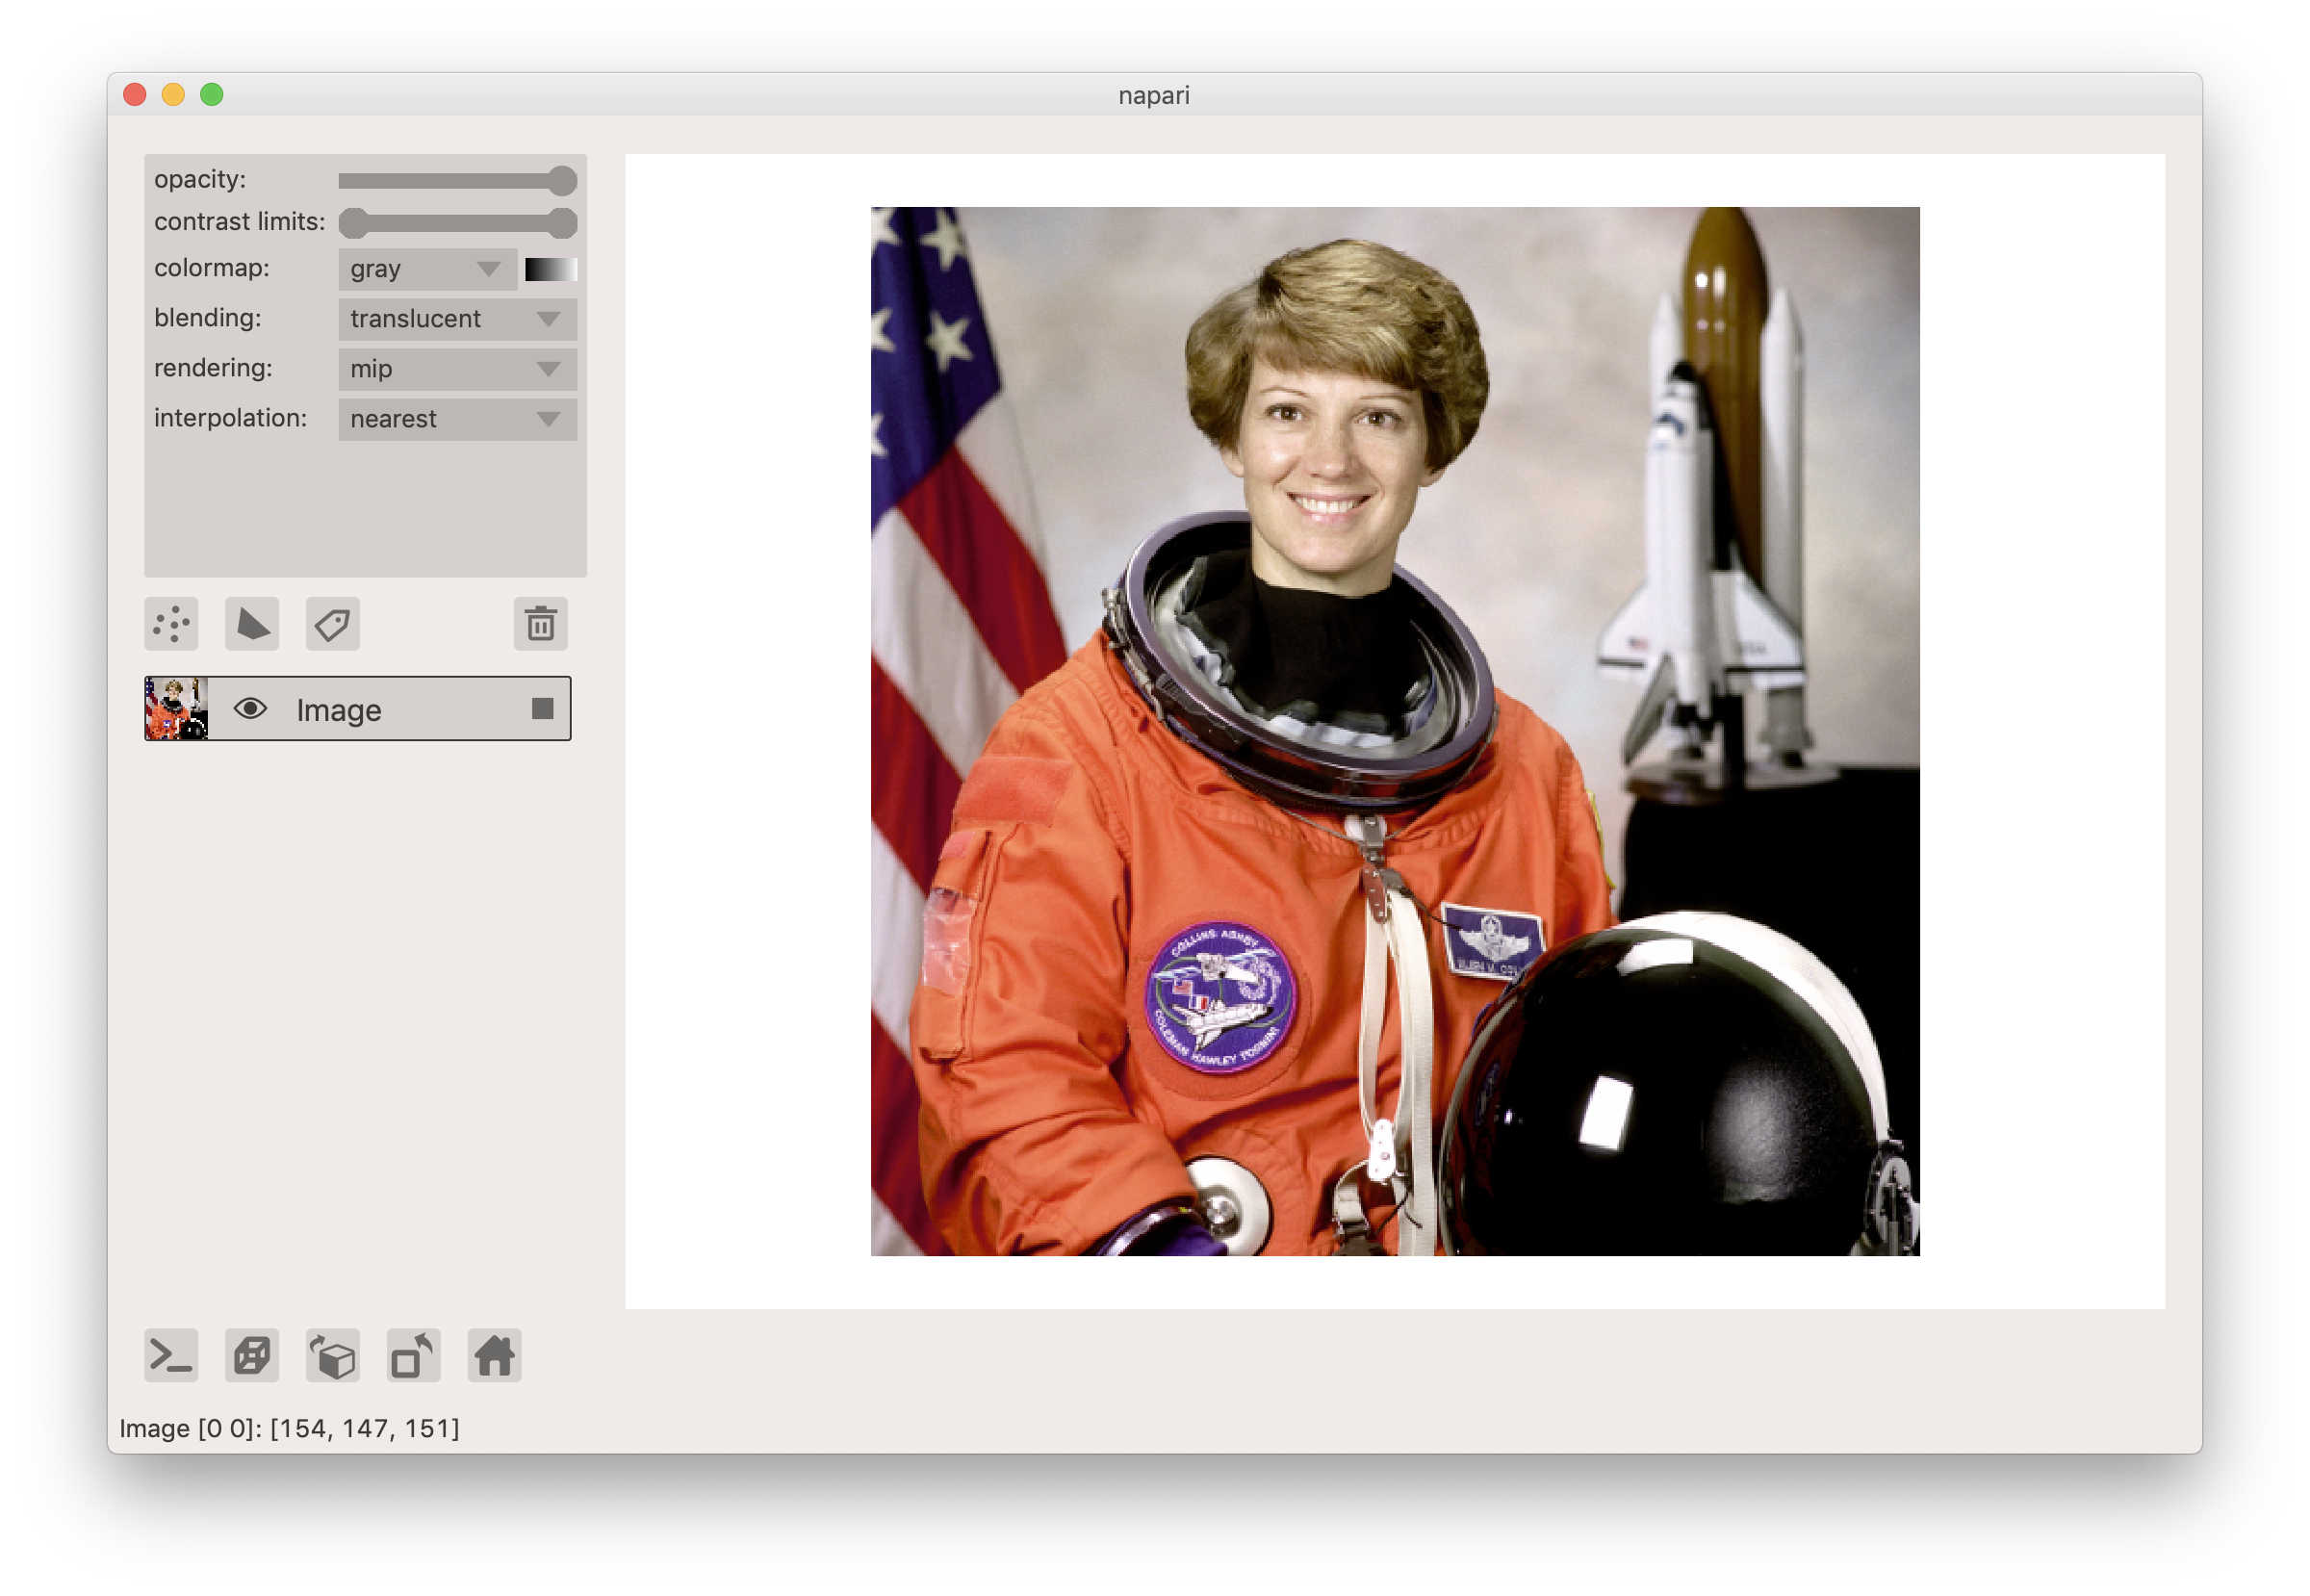 napari
opacity:
contrast limits:
colormap: gray
blending: translucent
rendering: mip
interpolation: nearest
Image
COLLINS ASHBY
COLEMAN HAWLEY TOGNINI
Image [0 0]: [154, 147, 151]